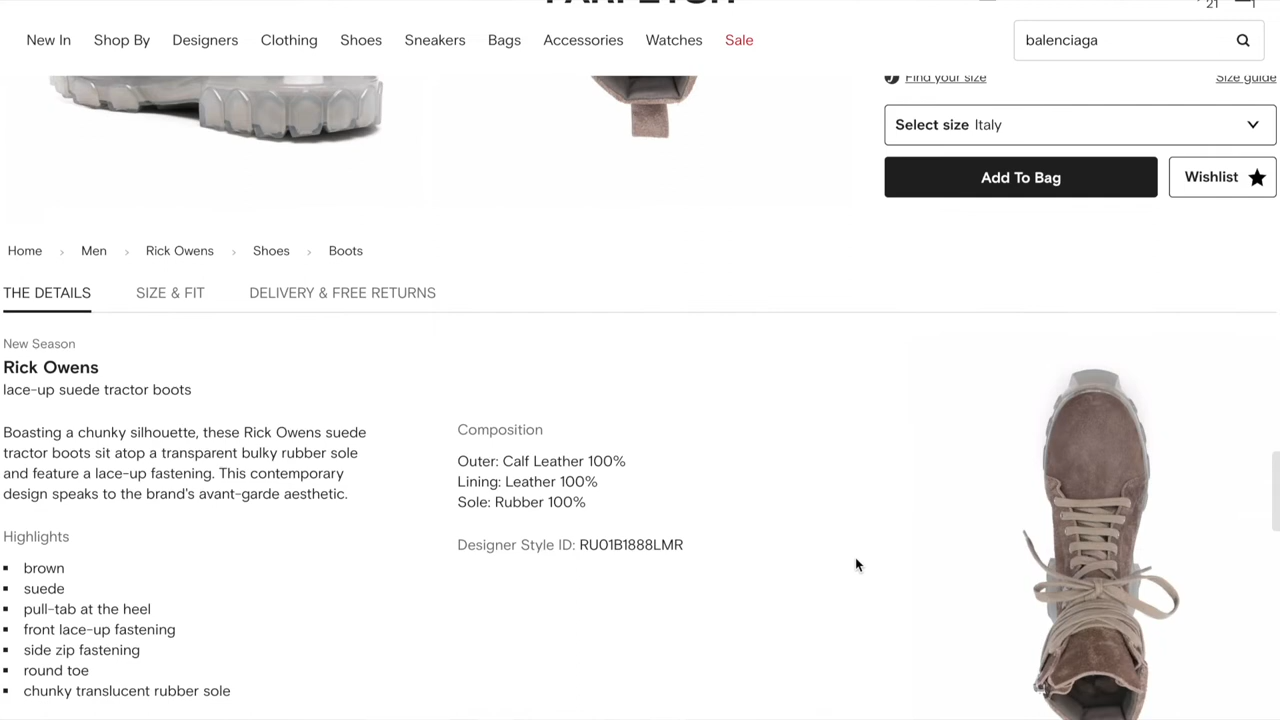 FARFETCH
21
1
New In Shop By Designers Clothing Shoes Sneakers Bags Accessories Watches Sale
balenciaga
Find your size Size guide
Select size Italy
Add To Bag
Wishlist
Home > Men > Rick Owens > Shoes > Boots
THE DETAILS SIZE & FIT DELIVERY & FREE RETURNS
New Season
Rick Owens
lace-up suede tractor boots
Boasting a chunky silhouette, these Rick Owens suede
tractor boots sit atop a transparent bulky rubber sole
and feature a lace-up fastening. This contemporary
design speaks to the brand's avant-garde aesthetic.
Highlights
▪ brown
▪ suede
▪ pull-tab at the heel
▪ front lace-up fastening
▪ side zip fastening
▪ round toe
▪ chunky translucent rubber sole
Composition
Outer: Calf Leather 100%
Lining: Leather 100%
Sole: Rubber 100%
Designer Style ID: RU01B1888LMR